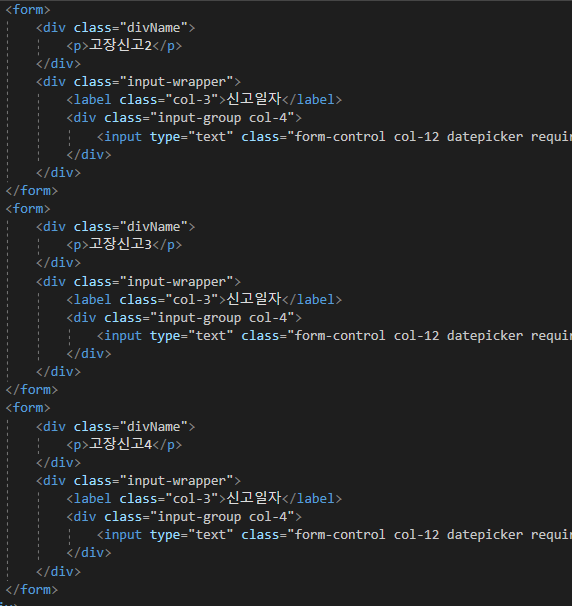 <form>
<div class="divName">
<p>고장신고2</p>
</div>
<div class="input-wrapper">
<label class="col-3">신고일자</label>
<div class="input-group col-4">
<input type="text" class="form-control col-12 datepicker requi
</div>
</div>
</form>
<form>
<div class="divName">
<p>고장신고3</p>
</div>
<div class="input-wrapper">
<label class="col-3">신고일자</label>
<div class="input-group col-4">
<input type="text" class="form-control col-12 datepicker requi
</div>
</div>
</form>
<form>
<div class="divName">
<p>고장신고4</p>
</div>
<div class="input-wrapper">
<label class="col-3">신고일자</label>
<div class="input-group col-4">
<input type="text" class="form-control col-12 datepicker requi
</div>
</div>
</form>